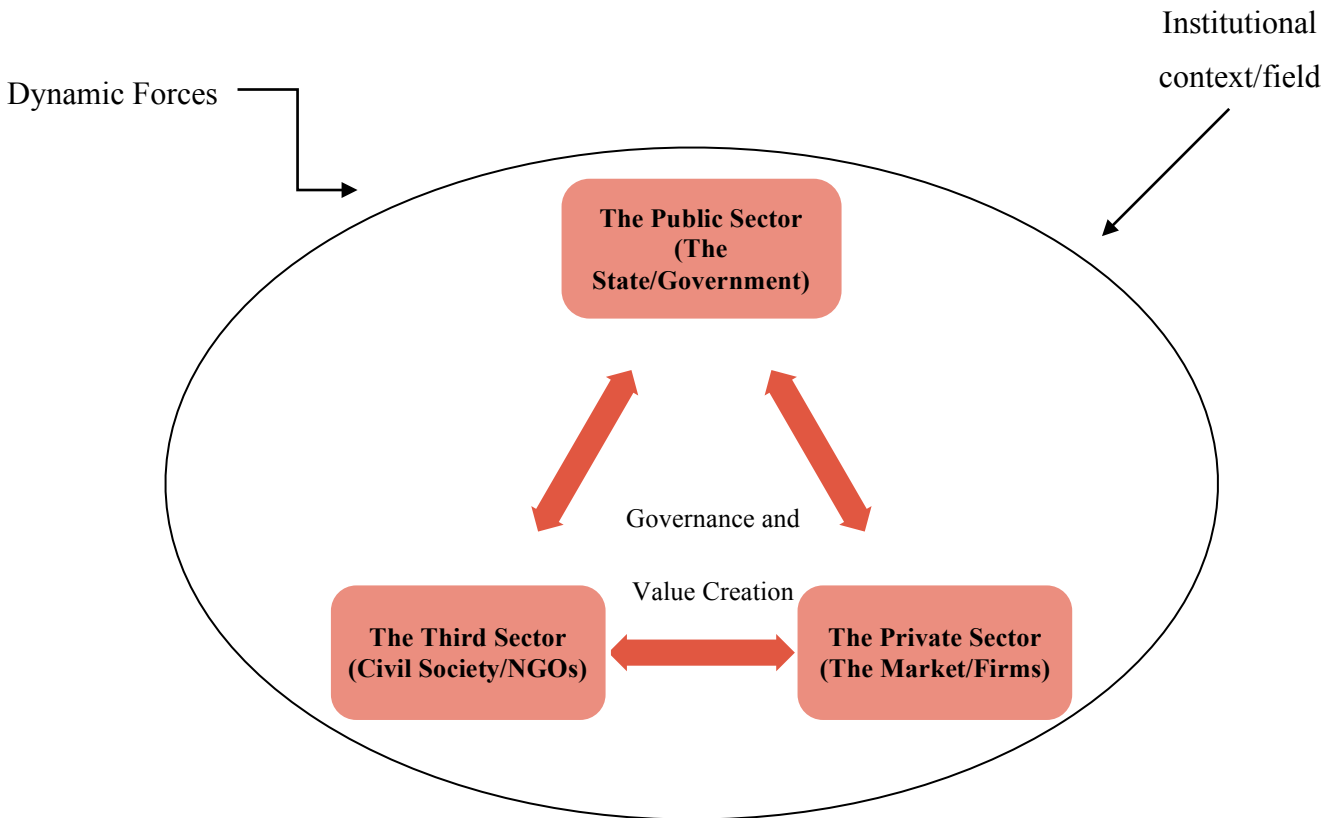 Institutional
context/field
Dynamic Forces
The Public Sector
(The
State/Government)
Governance and
Value Creation
The Third Sector
(Civil Society/NGOs)
The Private Sector
(The Market/Firms)